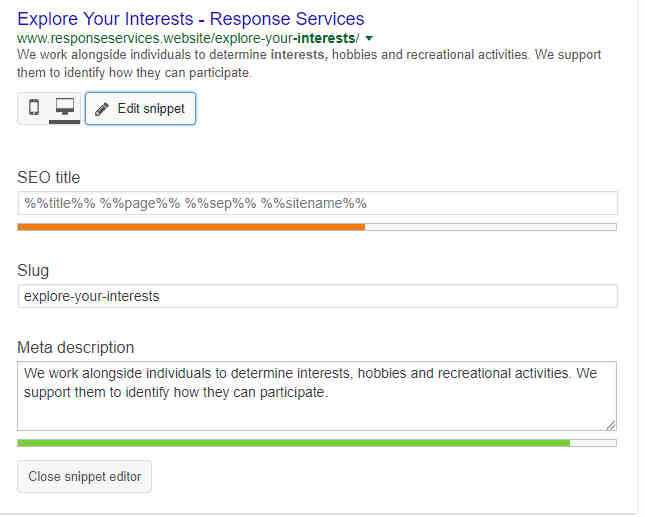 Explore Your Interests - Response Services
www.responseservices.website/explore-your-interests/
We work alongside individuals to determine interests, hobbies and recreational activities. We support
them to identify how they can participate.
Edit snippet
SEO title
%%title%% %%page%% %%sep%% %%sitename%%
Slug
explore-your-interests
Meta description
We work alongside individuals to determine interests, hobbies and recreational activities. We
support them to identify how they can participate.
Close snippet editor